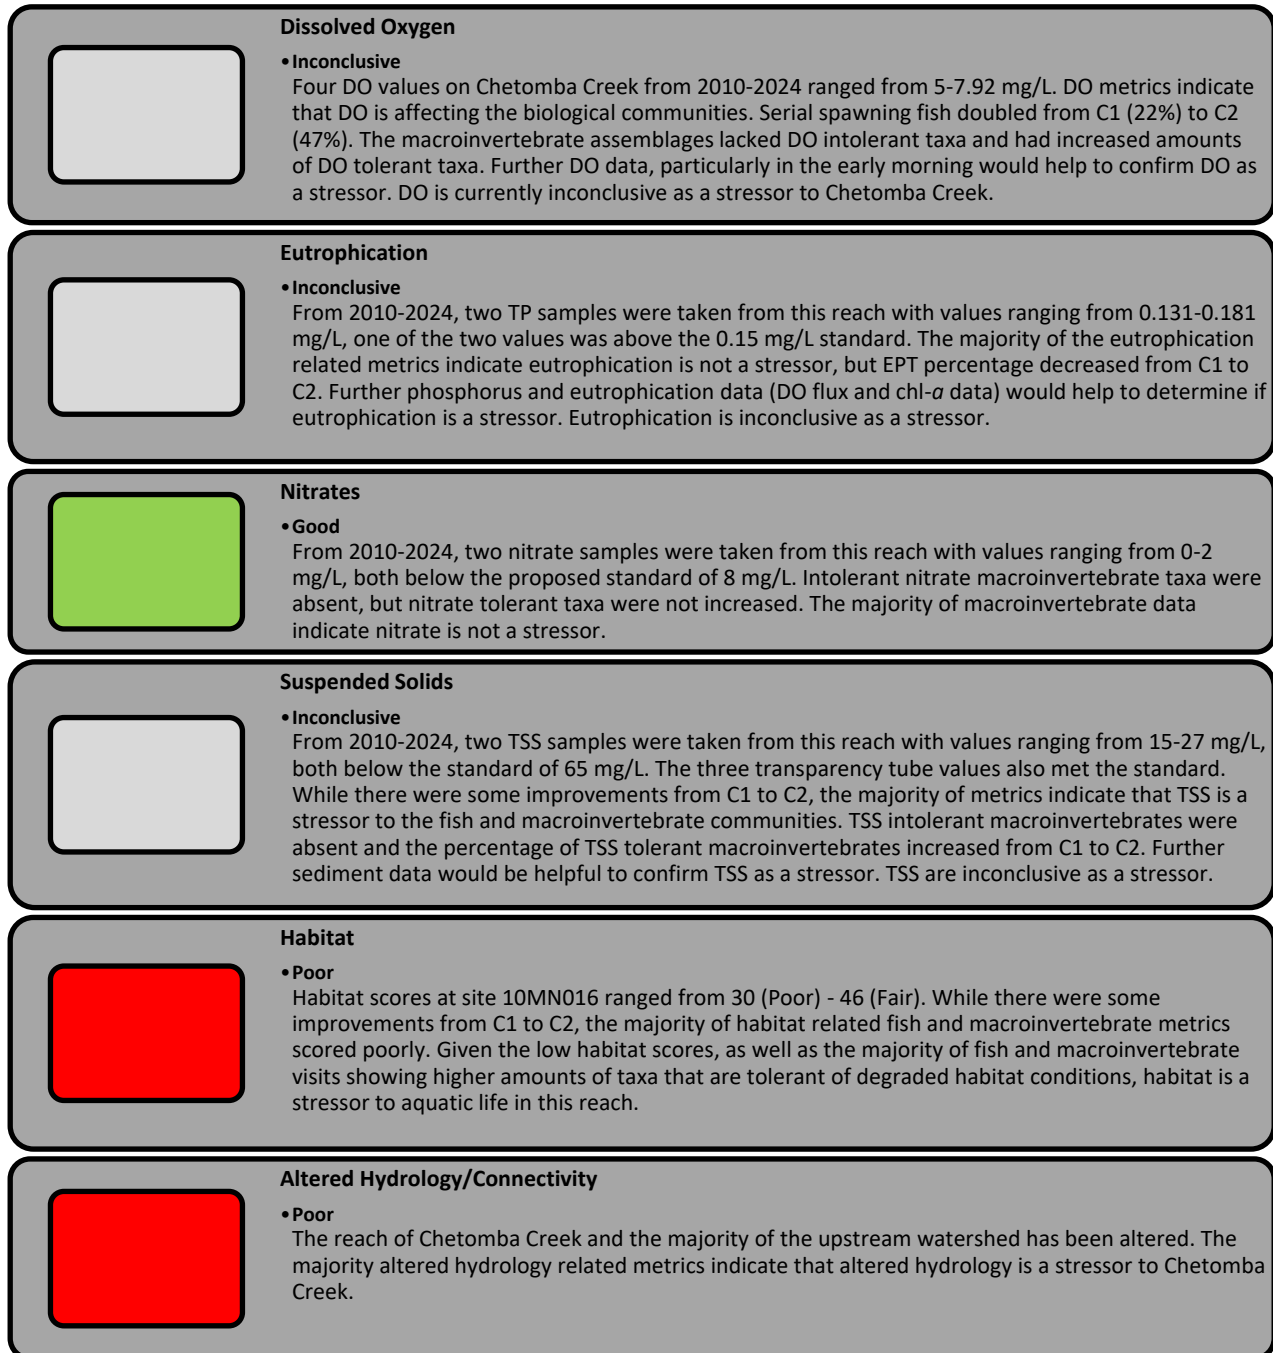 Dissolved Oxygen
•Inconclusive
Four DO values on Chetomba Creek from 2010-2024 ranged from 5-7.92 mg/L. DO metrics indicate
that DO is affecting the biological communities. Serial spawning fish doubled from C1 (22%) to C2
(47%). The macroinvertebrate assemblages lacked DO intolerant taxa and had increased amounts
of DO tolerant taxa. Further DO data, particularly in the early morning would help to confirm DO as
a stressor. DO is currently inconclusive as a stressor to Chetomba Creek.
Eutrophication
•Inconclusive
From 2010-2024, two TP samples were taken from this reach with values ranging from 0.131-0.181
mg/L, one of the two values was above the 0.15 mg/L standard. The majority of the eutrophication
related metrics indicate eutrophication is not a stressor, but EPT percentage decreased from C1 to
C2. Further phosphorus and eutrophication data (DO flux and chl-a data) would help to determine if
eutrophication is a stressor. Eutrophication is inconclusive as a stressor.
Nitrates
•Good
From 2010-2024, two nitrate samples were taken from this reach with values ranging from 0-2
mg/L, both below the proposed standard of 8 mg/L. Intolerant nitrate macroinvertebrate taxa were
absent, but nitrate tolerant taxa were not increased. The majority of macroinvertebrate data
indicate nitrate is not a stressor.
Suspended Solids
•Inconclusive
From 2010-2024, two TSS samples were taken from this reach with values ranging from 15-27 mg/L,
both below the standard of 65 mg/L. The three transparency tube values also met the standard.
While there were some improvements from C1 to C2, the majority of metrics indicate that TSS is a
stressor to the fish and macroinvertebrate communities. TSS intolerant macroinvertebrates were
absent and the percentage of TSS tolerant macroinvertebrates increased from C1 to C2. Further
sediment data would be helpful to confirm TSS as a stressor. TSS are inconclusive as a stressor.
Habitat
•Poor
Habitat scores at site 10MN016 ranged from 30 (Poor) - 46 (Fair). While there were some
improvements from C1 to C2, the majority of habitat related fish and macroinvertebrate metrics
scored poorly. Given the low habitat scores, as well as the majority of fish and macroinvertebrate
visits showing higher amounts of taxa that are tolerant of degraded habitat conditions, habitat is a
stressor to aquatic life in this reach.
Altered Hydrology/Connectivity
•Poor
The reach of Chetomba Creek and the majority of the upstream watershed has been altered. The
majority altered hydrology related metrics indicate that altered hydrology is a stressor to Chetomba
Creek.